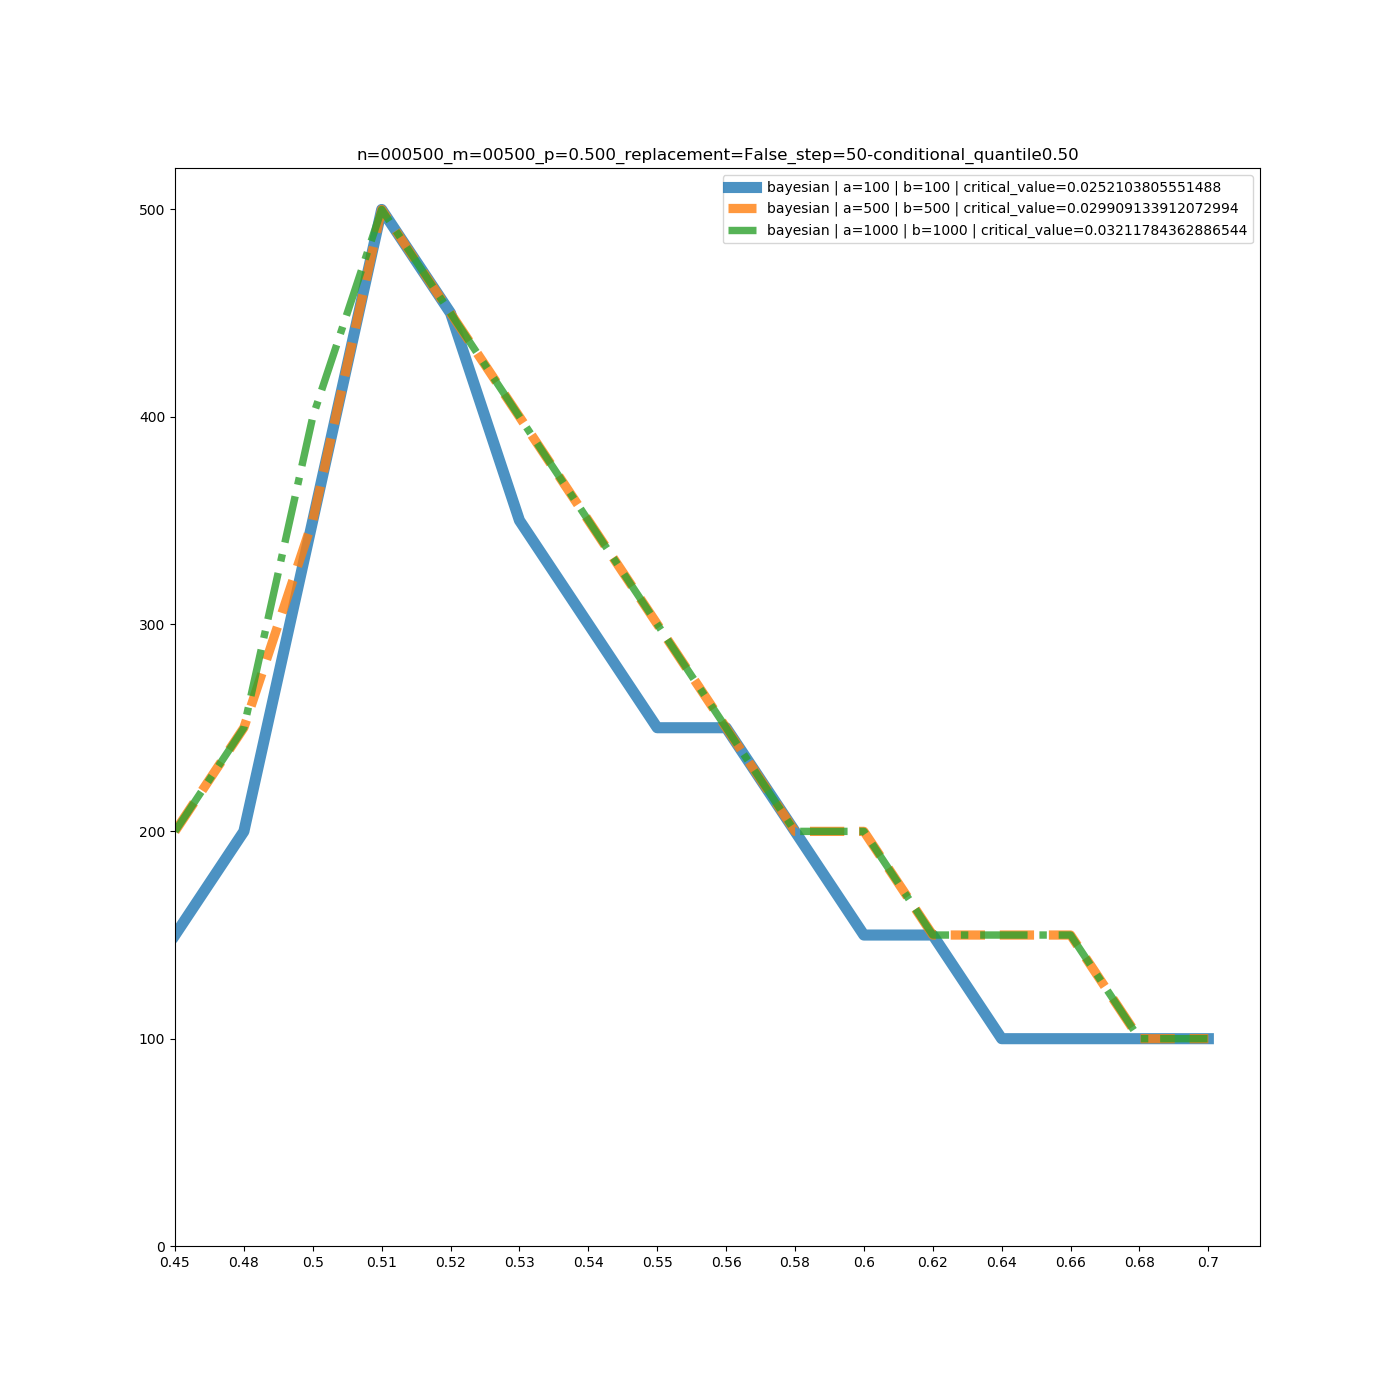 n=000500_m=00500_p=0.500_replacement=False_step=50-conditional_quantile0.50
bayesian | a=100 | b=100 | critical_value=0.0252103805551488
bayesian | a=500 | b=500 | critical_value=0.029909133912072994
bayesian | a=1000 | b=1000 | critical_value=0.03211784362886544
500
400
300
200
100
0
0.45 0.48 0.5 0.51 0.52 0.53 0.54 0.55 0.56 0.58 0.6 0.62 0.64 0.66 0.68 0.7